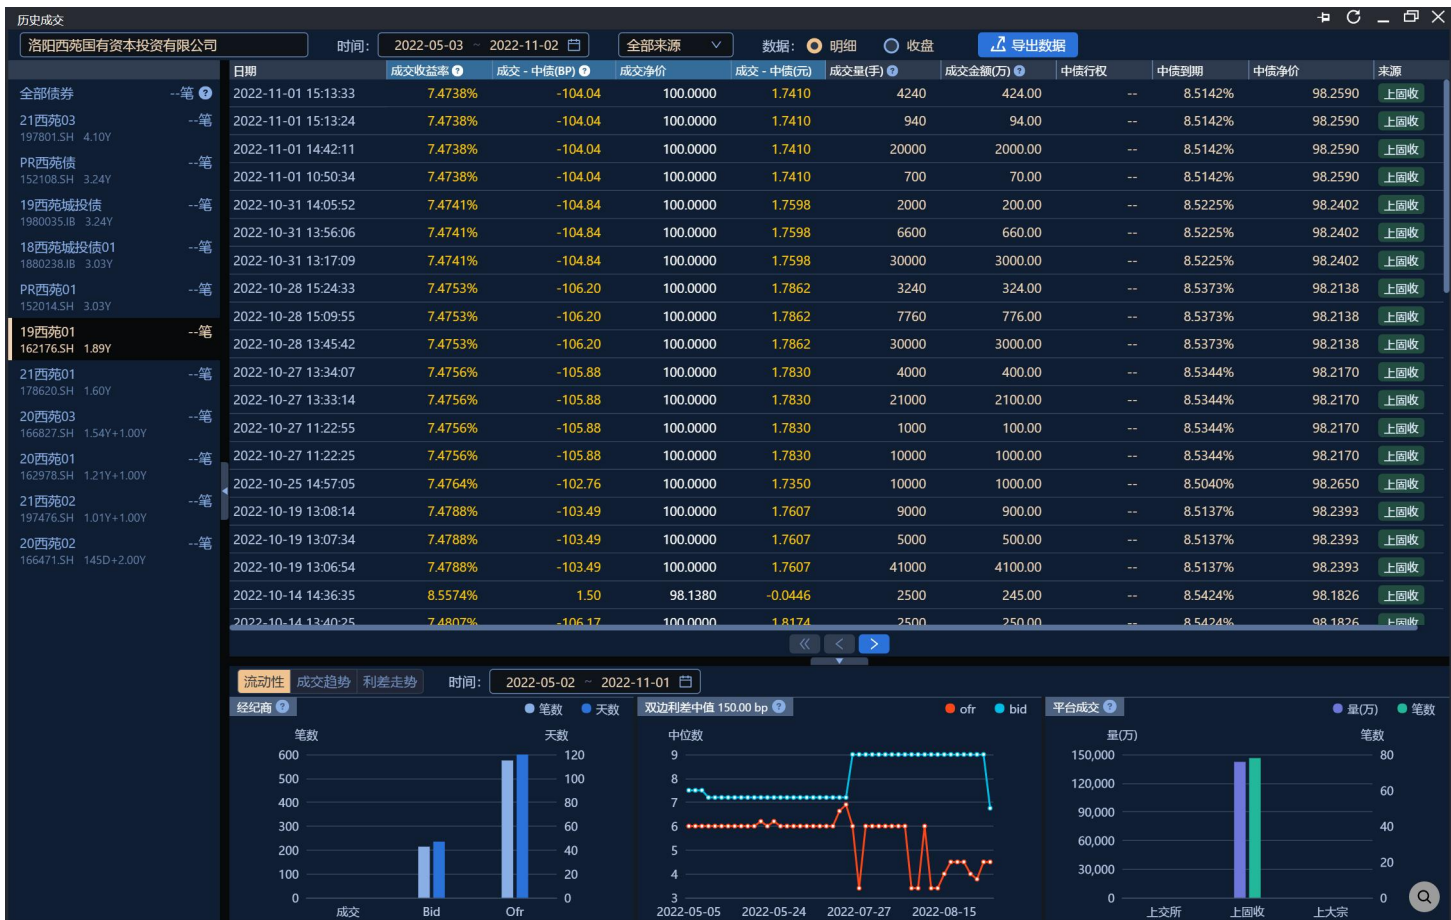 历史成交
洛阳西苑国有资本投资有限公司 时间: 2022-05-03 ~ 2022-11-02 全部来源 数据: 明细 收盘 导出数据
全部债券 --笔
21西苑03 --笔
197801.SH 4.10Y
PR西苑债 --笔
152108.SH 3.24Y
19西苑城投债 --笔
1980035.IB 3.24Y
18西苑城投债01 --笔
1880238.IB 3.03Y
PR西苑01 --笔
152014.SH 3.03Y
19西苑01 --笔
162176.SH 1.89Y
21西苑01 --笔
178620.SH 1.60Y
20西苑03 --笔
166827.SH 1.54Y+1.00Y
20西苑01 --笔
162978.SH 1.21Y+1.00Y
21西苑02 --笔
197476.SH 1.01Y+1.00Y
20西苑02 --笔
166471.SH 145D+2.00Y
日期 成交收益率 成交 - 中债(BP) 成交净价 成交 - 中债(元) 成交量(手) 成交金额(万) 中债行权 中债到期 中债净价 来源
2022-11-01 15:13:33 7.4738% -104.04 100.0000 1.7410 4240 424.00 -- 8.5142% 98.2590 上固收
2022-11-01 15:13:24 7.4738% -104.04 100.0000 1.7410 940 94.00 -- 8.5142% 98.2590 上固收
2022-11-01 14:42:11 7.4738% -104.04 100.0000 1.7410 20000 2000.00 -- 8.5142% 98.2590 上固收
2022-11-01 10:50:34 7.4738% -104.04 100.0000 1.7410 700 70.00 -- 8.5142% 98.2590 上固收
2022-10-31 14:05:52 7.4741% -104.84 100.0000 1.7598 2000 200.00 -- 8.5225% 98.2402 上固收
2022-10-31 13:56:06 7.4741% -104.84 100.0000 1.7598 6600 660.00 -- 8.5225% 98.2402 上固收
2022-10-31 13:17:09 7.4741% -104.84 100.0000 1.7598 30000 3000.00 -- 8.5225% 98.2402 上固收
2022-10-28 15:24:33 7.4753% -106.20 100.0000 1.7862 3240 324.00 -- 8.5373% 98.2138 上固收
2022-10-28 15:09:55 7.4753% -106.20 100.0000 1.7862 7760 776.00 -- 8.5373% 98.2138 上固收
2022-10-28 13:45:42 7.4753% -106.20 100.0000 1.7862 30000 3000.00 -- 8.5373% 98.2138 上固收
2022-10-27 13:34:07 7.4756% -105.88 100.0000 1.7830 4000 400.00 -- 8.5344% 98.2170 上固收
2022-10-27 13:33:14 7.4756% -105.88 100.0000 1.7830 21000 2100.00 -- 8.5344% 98.2170 上固收
2022-10-27 11:22:55 7.4756% -105.88 100.0000 1.7830 1000 100.00 -- 8.5344% 98.2170 上固收
2022-10-27 11:22:25 7.4756% -105.88 100.0000 1.7830 10000 1000.00 -- 8.5344% 98.2170 上固收
2022-10-25 14:57:05 7.4764% -102.76 100.0000 1.7350 10000 1000.00 -- 8.5040% 98.2650 上固收
2022-10-19 13:08:14 7.4788% -103.49 100.0000 1.7607 9000 900.00 -- 8.5137% 98.2393 上固收
2022-10-19 13:07:34 7.4788% -103.49 100.0000 1.7607 5000 500.00 -- 8.5137% 98.2393 上固收
2022-10-19 13:06:54 7.4788% -103.49 100.0000 1.7607 41000 4100.00 -- 8.5137% 98.2393 上固收
2022-10-14 14:36:35 8.5574% 1.50 98.1380 -0.0446 2500 245.00 -- 8.5424% 98.1826 上固收
2022-10-14 13:40:25 7.4807% -106.17 100.0000 1.8174 2500 250.00 -- 8.5424% 98.1826 上固收
流动性 成交趋势 利差走势 时间: 2022-05-02 ~ 2022-11-01
经纪商 笔数 天数
笔数 天数
600 120
500 100
400 80
300 60
200 40
100 20
0 0
成交 Bid Ofr
双边利差中值 150.00 bp ofr bid
中位数
9
8
7
6
5
4
3
2022-05-05 2022-05-24 2022-07-27 2022-08-15
平台成交 量(万) 笔数
量(万) 笔数
150,000 80
120,000
60
90,000
40
60,000
20
30,000
0 0
上交所 上固收 上大宗